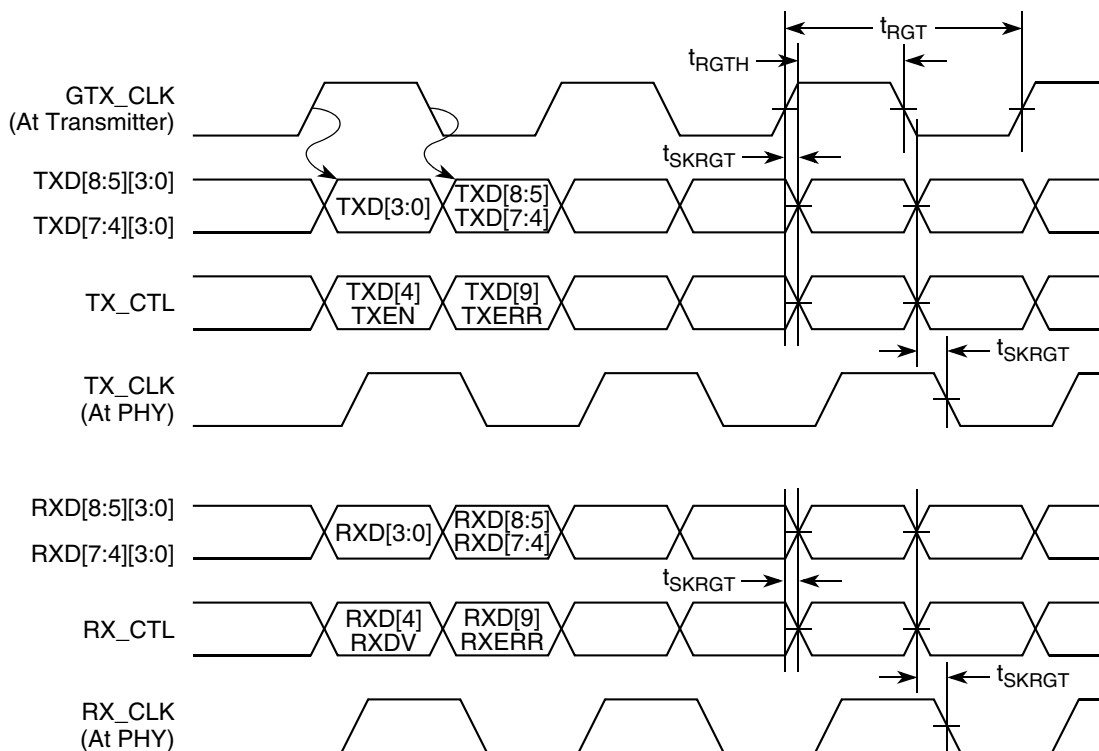 tRGT
tRGTH
GTX_CLK
(At Transmitter)
tSKRGT
TXD[8:5][3:0]
TXD[7:4][3:0]
TXD[3:0]
TXD[8:5]
TXD[7:4]
TX_CTL
TXD[4]
TXEN
TXD[9]
TXERR
tSKRGT
TX_CLK
(At PHY)
RXD[8:5][3:0]
RXD[7:4][3:0]
RXD[3:0]
RXD[8:5]
RXD[7:4]
tSKRGT
RX_CTL
RXD[4]
RXDV
RXD[9]
RXERR
tSKRGT
RX_CLK
(At PHY)